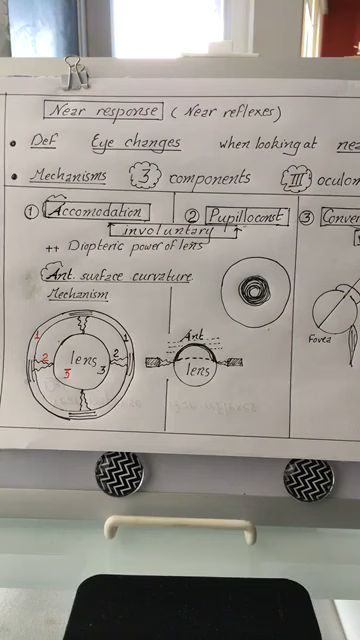 Near response ( Near reflexes)
• Def Eye changes when looking at nea
• Mechanisms 3 components III oculom
① Accomodation ② Pupilloconst ③ Conver
involuntary
++ Diopteric power of lens
Ant. surface curvature
Mechanism
Ant
1 1
2 lens 2
3 3
lens
Fovea